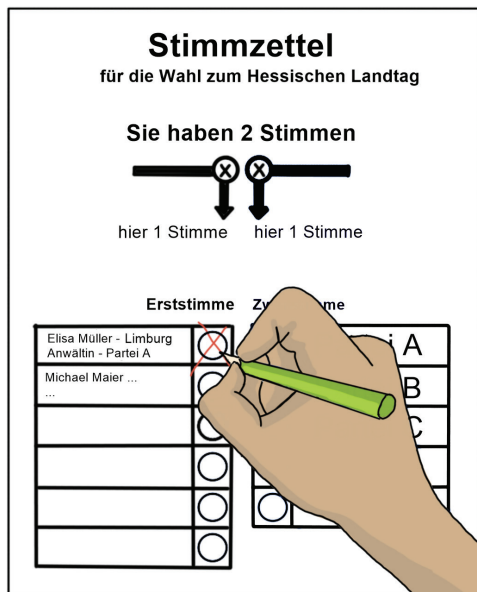 Stimmzettel
für die Wahl zum Hessischen Landtag
Sie haben 2 Stimmen
X X
hier 1 Stimme hier 1 Stimme
Erststimme
Elisa Müller - Limburg
Anwältin - Partei A
A
Michael Maier ...
...
B
C